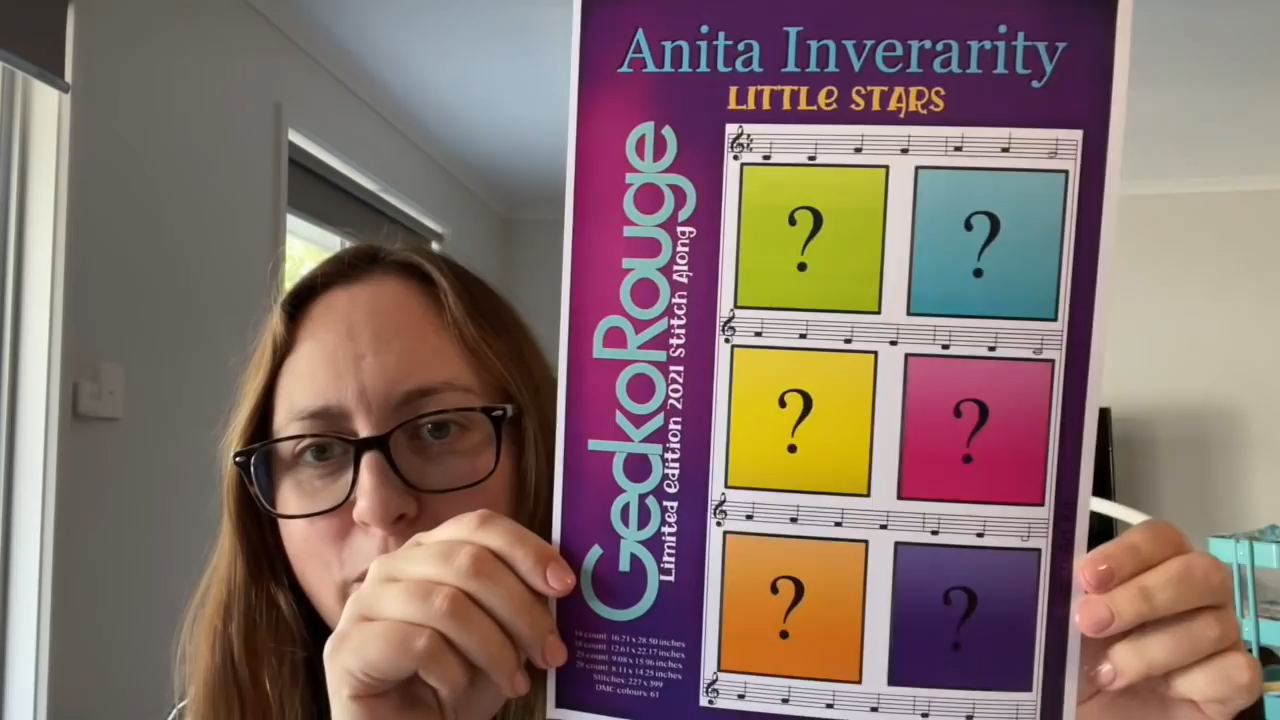 Anita Inverarity
LITTLE STARS
GeckoRouge
Limited Edition 2021 Stitch Along
?
?
?
?
?
?
14 count: 16.21 x 28.50 inches
18 count: 12.61 x 22.17 inches
25 count: 9.08 x 15.96 inches
28 count: 8.11 x 14.25 inches
Stitches: 227 x 399
DMC colours: 61